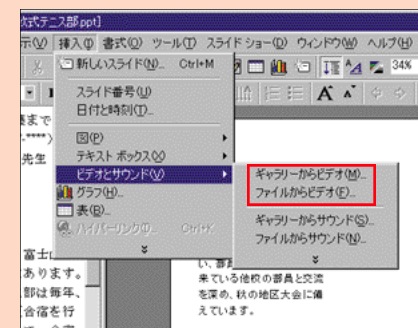 次式テニス部.ppt]
示(V) 挿入(I) 書式(O) ツール(T) スライド ショー(D) ウィンドウ(W) ヘルプ(H)
34%
新しいスライド(N)... Ctrl+M
スライド番号(U)
日付と時刻(T)...
図(P)
テキスト ボックス(X)
ビデオとサウンド(V)
グラフ(H)...
表(B)...
ハイパーリンク(I)... Ctrl+K
ギャラリーからビデオ(M)...
ファイルからビデオ(F)...
ギャラリーからサウンド(S)...
ファイルからサウンド(N)...
まで
先生
富士
あります。
部は毎年、
合宿を行
い、部員
来ている他校の部員と交流
を深め、秋の地区大会に備
えています。